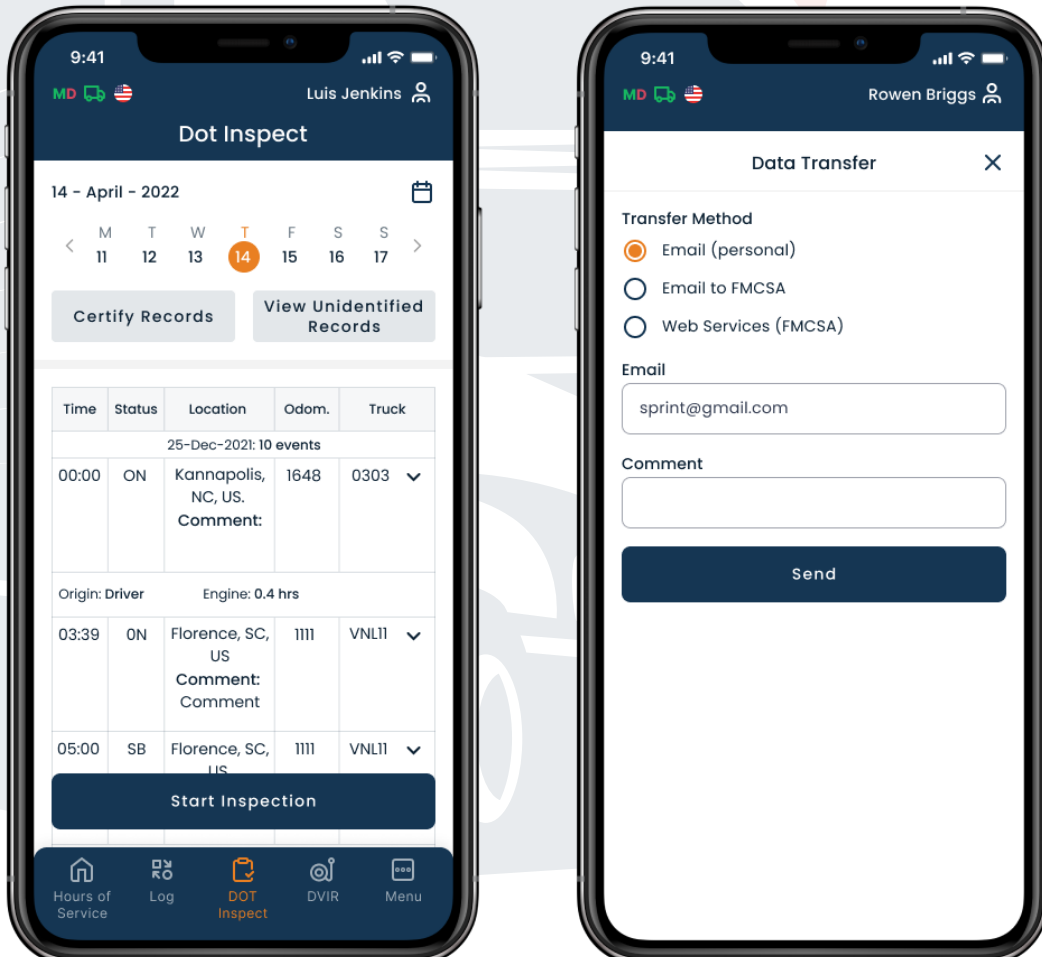 9:41
MD
Luis Jenkins
Dot Inspect
14 - April - 2022
M T W T F S S
11 12 13 14 15 16 17
Certify Records
View Unidentified
Records
Time Status Location Odom. Truck
25-Dec-2021: 10 events
00:00 ON Kannapolis, 1648 0303
NC, US.
Comment:
Origin: Driver Engine: 0.4 hrs
03:39 0N Florence, SC, 1111 VNL11
US
Comment:
Comment
05:00 SB Florence, SC, 1111 VNL11
US
Start Inspection
Hours of
Service
Log
DOT
Inspect
DVIR
Menu
9:41
MD
Rowen Briggs
Data Transfer
Transfer Method
Email (personal)
Email to FMCSA
Web Services (FMCSA)
Email
sprint@gmail.com
Comment
Send